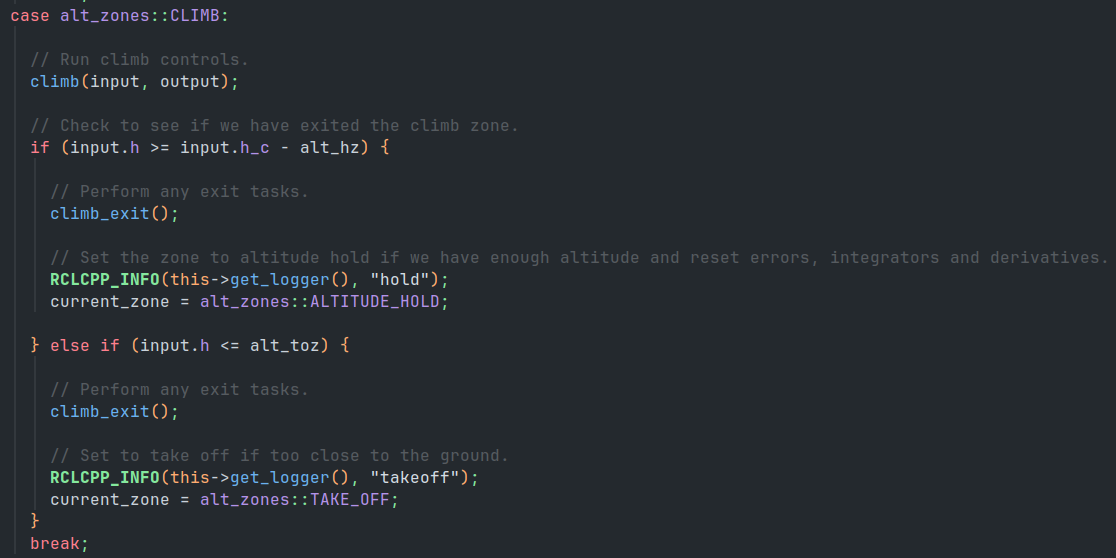 case alt_zones::CLIMB:
// Run climb controls.
climb(input, output);
// Check to see if we have exited the climb zone.
if (input.h >= input.h_c - alt_hz) {
// Perform any exit tasks.
climb_exit();
// Set the zone to altitude hold if we have enough altitude and reset errors, integrators and derivatives.
RCLCPP_INFO(this->get_logger(), "hold");
current_zone = alt_zones::ALTITUDE_HOLD;
} else if (input.h <= alt_toz) {
// Perform any exit tasks.
climb_exit();
// Set to take off if too close to the ground.
RCLCPP_INFO(this->get_logger(), "takeoff");
current_zone = alt_zones::TAKE_OFF;
}
break;